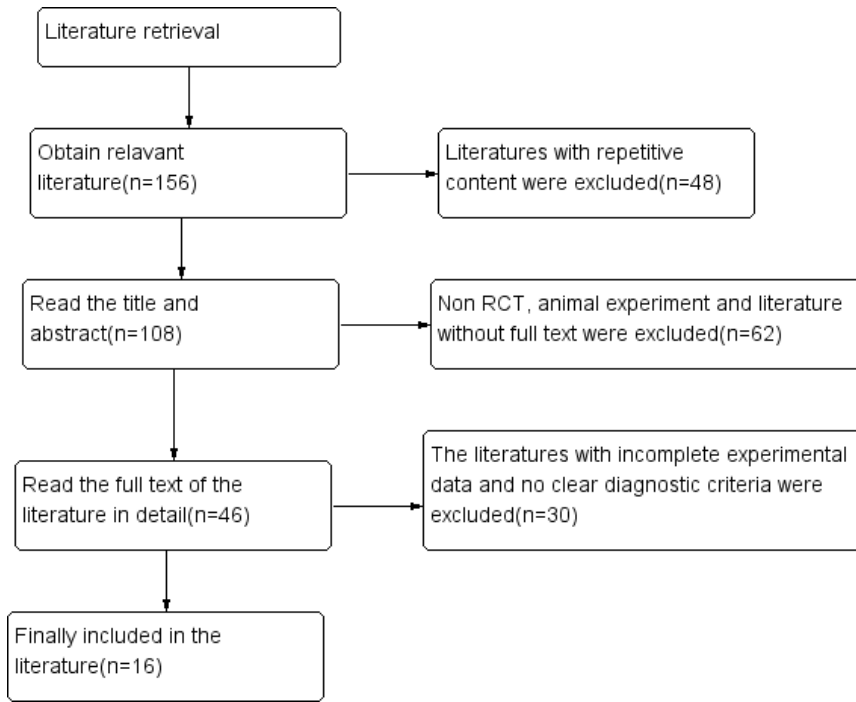 Literature retrieval
Obtain relavant
literature(n=156)
Literatures with repetitive
content were excluded(n=48)
Read the title and
abstract(n=108)
Non RCT, animal experiment and literature
without full text were excluded(n=62)
Read the full text of the
literature in detail(n=46)
The literatures with incomplete experimental
data and no clear diagnostic criteria were
excluded(n=30)
Finally included in the
literature(n=16)